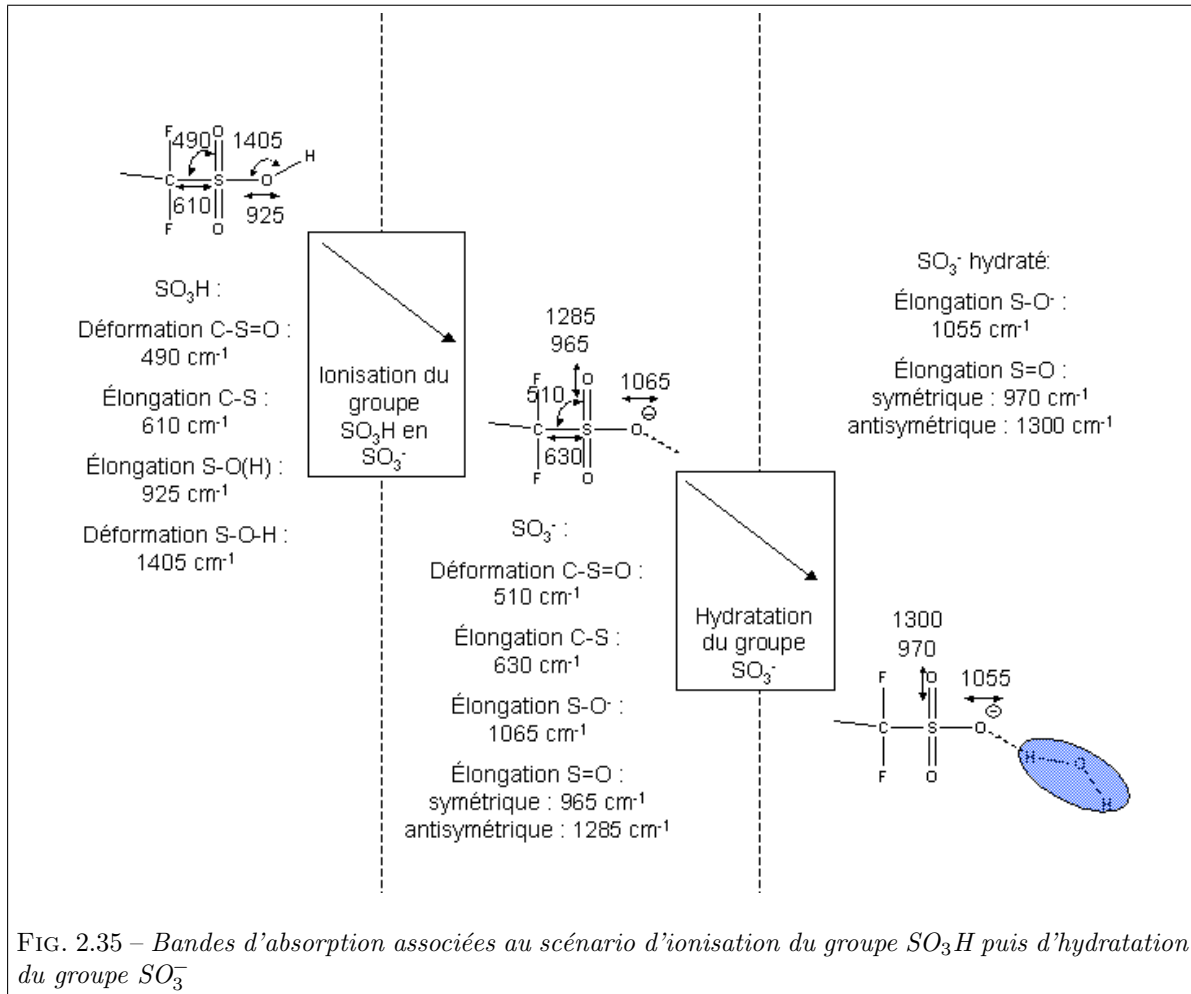 F
490
O
1405
H
C
S
O
610
925
F
O
SO₃H :
Déformation C-S=O :
490 cm⁻¹
Élongation C-S :
610 cm⁻¹
Élongation S-O(H) :
925 cm⁻¹
Déformation S-O-H :
1405 cm⁻¹
Ionisation du
groupe
SO₃H en
SO₃⁻
1285
965
F
510
O
1065
⊖
C
S
O
630
F
O
SO₃⁻ :
Déformation C-S=O :
510 cm⁻¹
Élongation C-S :
630 cm⁻¹
Élongation S-O⁻ :
1065 cm⁻¹
Élongation S=O :
symétrique : 965 cm⁻¹
antisymétrique : 1285 cm⁻¹
Hydratation
du groupe
SO₃⁻
SO₃⁻ hydraté:
Élongation S-O⁻ :
1055 cm⁻¹
Élongation S=O :
symétrique : 970 cm⁻¹
antisymétrique : 1300 cm⁻¹
1300
970
F
O
1055
⊖
C
S
O
H
O
F
O
H
FIG. 2.35 – Bandes d'absorption associées au scénario d'ionisation du groupe SO₃H puis d'hydratation
du groupe SO₃⁻